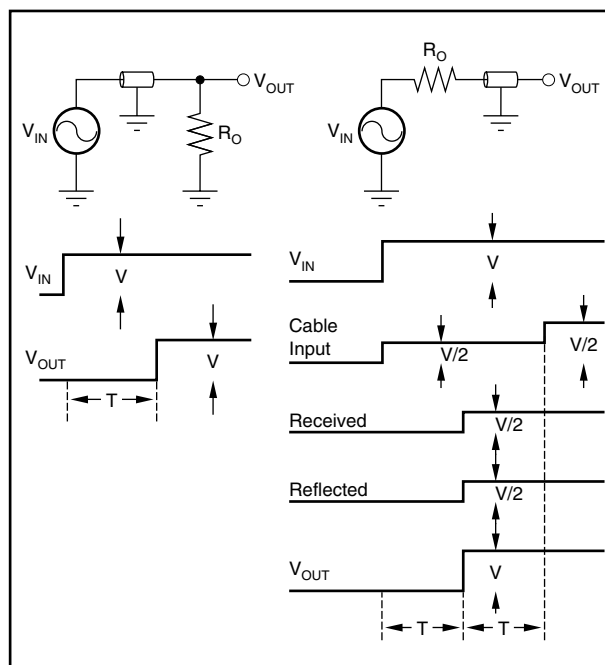 V_IN
V_OUT
R_O
V_IN
R_O
V_OUT
V_IN
V
V_OUT
V
T
V_IN
V
Cable
Input
V/2
V/2
Received
V/2
Reflected
V/2
V_OUT
V
T
T